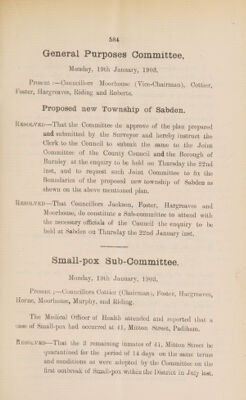 584
General Purposes Committee.
Monday, 19th January, 1903.
Present :—Councillors Moorhouse (Vice-Chairman), Cottier,
Foster, Hargreaves, Riding and Roberts.
Proposed new Township of Sabden.
Resolved—That the Committee do approve of the plan prepared
and submitted by the Surveyor and hereby instruct the
Clerk to the Council to submit the same to the Joint
Committee of the County Council and the Borough of
Burnley at the enquiry to be held on Thursday the 22nd
inst, and to request such Joint Committee to fix the
Boundaries of the proposed new township of Sabden as
shewn on the above mentioned plan.
Resolved—That Councillors Jackson, Foster, Hargreaves and
Moorhouse, do constitute a Sub-committee to attend with
the necessary officials of the Council the enquiry to be
held at Sabden on Thursday the 22nd January inst.
Small-pox Sub-Committee.
Monday, 19th January, 1903.
Present :—Councillors Cottier (Chairman), Foster, Hargreaves,
Horne, Moorhouse, Murphy, and Riding.
The Medical Officer of Health attended and reported that a
case of Small-pox had occurred at 41, Mitton Street, Padiham.
Resolved—That the 3 remaining inmates of 41, Mitton Street be
quarantined for the period of 14 days on the same terms
and conditions as were adopted by the Committee on the
first outbreak of Small-pox within the District in July last.